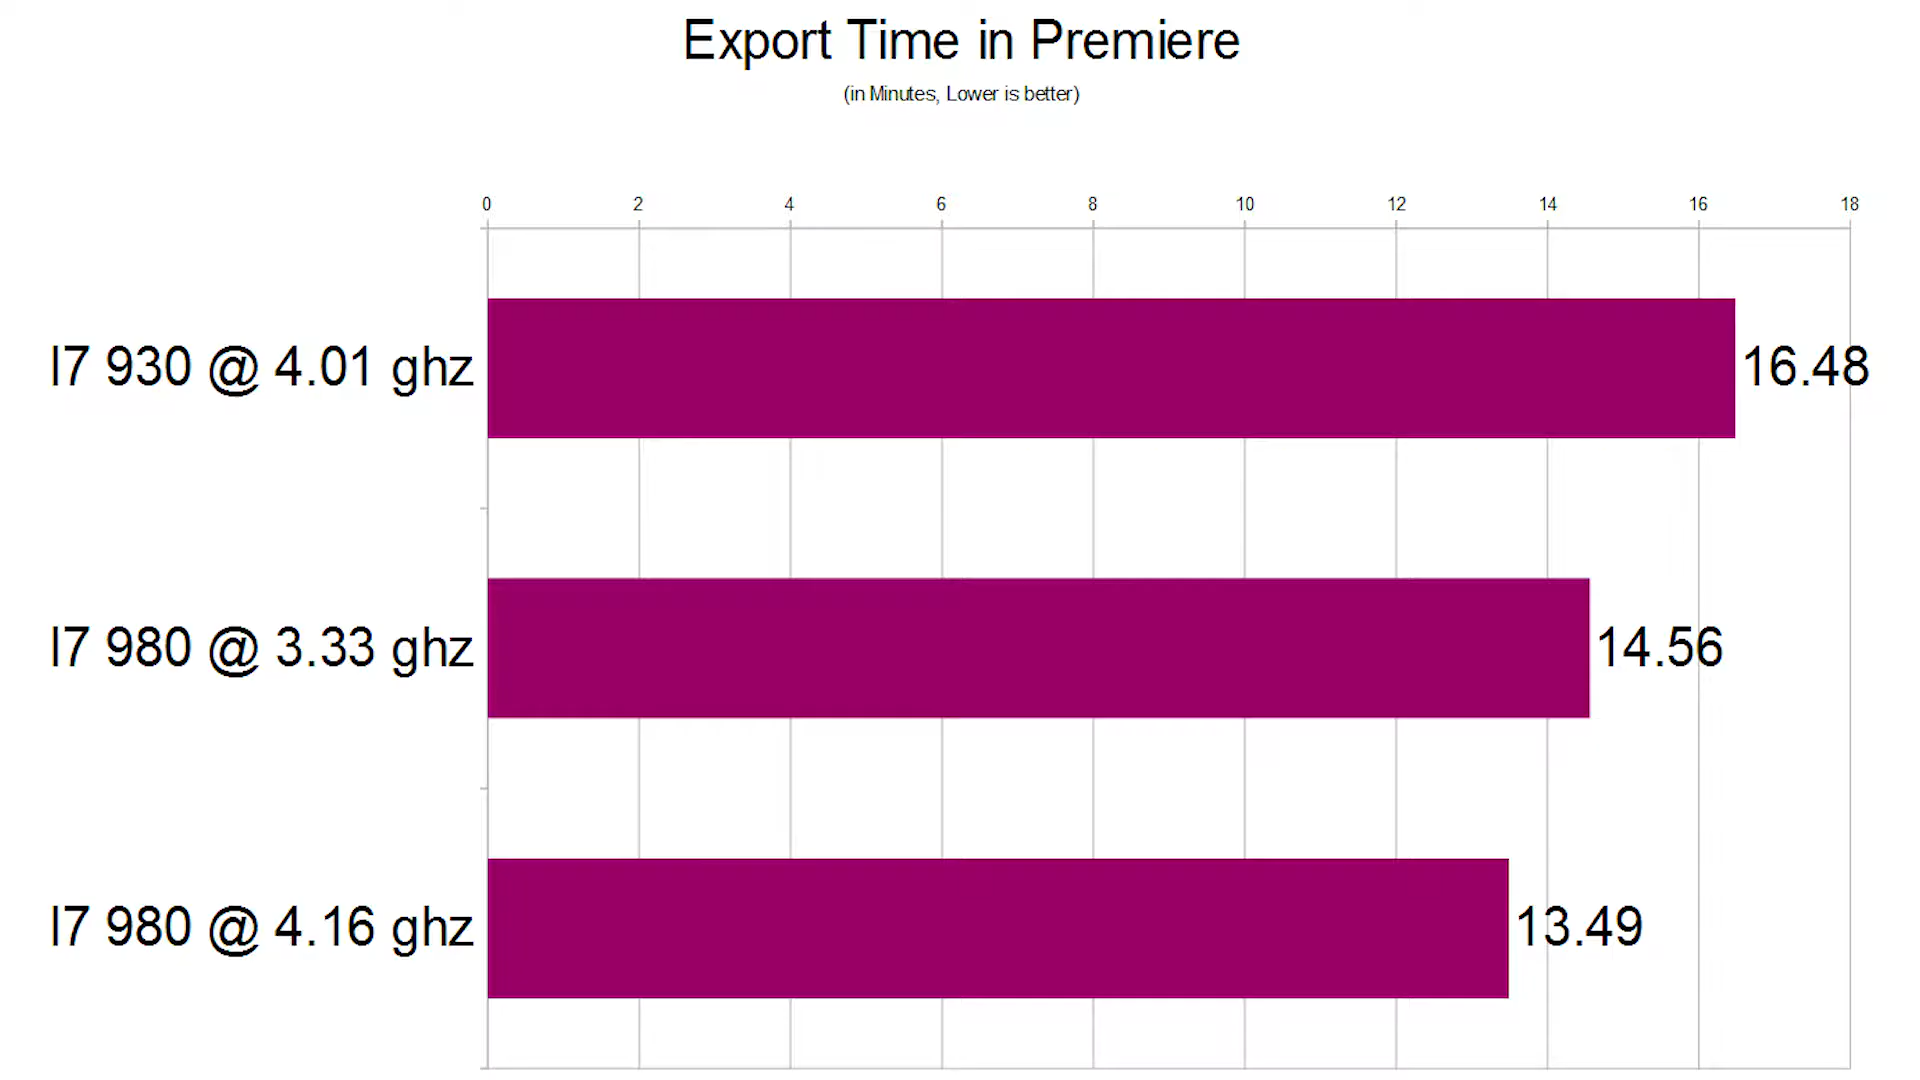 Export Time in Premiere
(in Minutes, Lower is better)
0 2 4 6 8 10 12 14 16 18
I7 930 @ 4.01 ghz 16.48
I7 980 @ 3.33 ghz 14.56
I7 980 @ 4.16 ghz 13.49